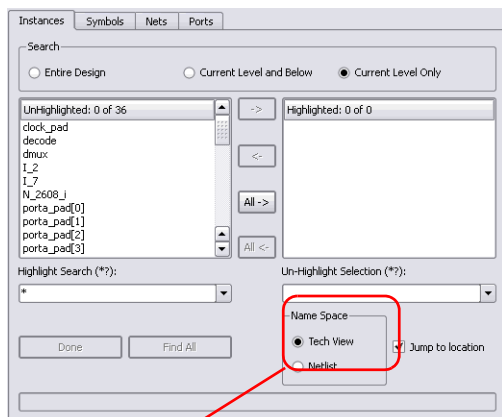 Instances Symbols Nets Ports
Search
Entire Design Current Level and Below Current Level Only
UnHighlighted: 0 of 36 -> Highlighted: 0 of 0
clock_pad
decode
dmux
<-
I_2
I_7
N_2608_i
porta_pad[0] All ->
porta_pad[1]
porta_pad[2]
porta_pad[3] All <-
Highlight Search (*?): Un-Highlight Selection (*?):
*
Name Space
Done Find All Tech View Jump to location
Netlist